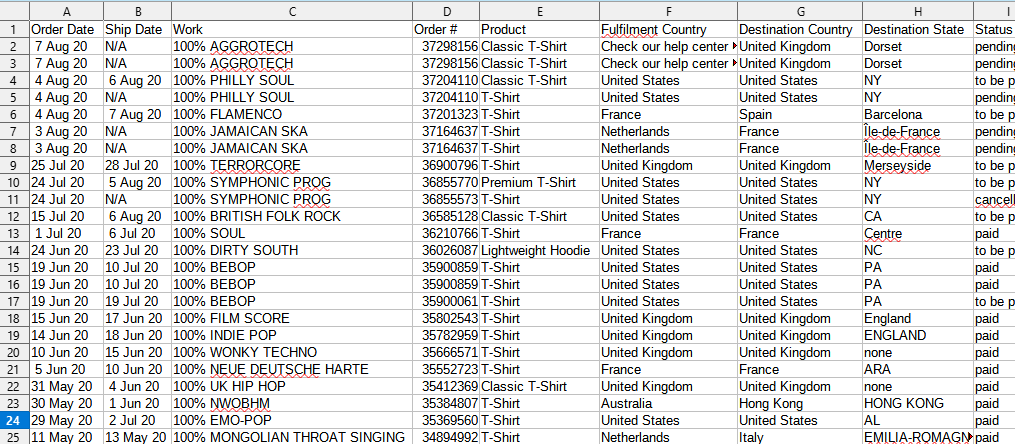 A B C D E F G H I
1 Order Date Ship Date Work Order # Product Fulfilment Country Destination Country Destination State Status
2 7 Aug 20 N/A 100% AGGROTECH 37298156 Classic T-Shirt Check our help center United Kingdom Dorset pending
3 7 Aug 20 N/A 100% AGGROTECH 37298156 Classic T-Shirt Check our help center United Kingdom Dorset pending
4 4 Aug 20 6 Aug 20 100% PHILLY SOUL 37204110 Classic T-Shirt United States United States NY to be p
5 4 Aug 20 N/A 100% PHILLY SOUL 37204110 T-Shirt United States United States NY pending
6 4 Aug 20 7 Aug 20 100% FLAMENCO 37201323 T-Shirt France Spain Barcelona to be p
7 3 Aug 20 N/A 100% JAMAICAN SKA 37164637 T-Shirt Netherlands France Île-de-France pending
8 3 Aug 20 N/A 100% JAMAICAN SKA 37164637 T-Shirt Netherlands France Île-de-France pending
9 25 Jul 20 28 Jul 20 100% TERRORCORE 36900796 T-Shirt United Kingdom United Kingdom Merseyside to be p
10 24 Jul 20 5 Aug 20 100% SYMPHONIC PROG 36855770 Premium T-Shirt United States United States NY to be p
11 24 Jul 20 N/A 100% SYMPHONIC PROG 36855573 T-Shirt United States United States NY cancell
12 15 Jul 20 6 Aug 20 100% BRITISH FOLK ROCK 36585128 Classic T-Shirt United States United States CA to be p
13 1 Jul 20 6 Jul 20 100% SOUL 36210766 T-Shirt France France Centre paid
14 24 Jun 20 23 Jul 20 100% DIRTY SOUTH 36026087 Lightweight Hoodie United States United States NC to be p
15 19 Jun 20 10 Jul 20 100% BEBOP 35900859 T-Shirt United States United States PA paid
16 19 Jun 20 10 Jul 20 100% BEBOP 35900859 T-Shirt United States United States PA paid
17 19 Jun 20 19 Jul 20 100% BEBOP 35900061 T-Shirt United States United States PA to be p
18 15 Jun 20 17 Jun 20 100% FILM SCORE 35802543 T-Shirt United Kingdom United Kingdom England paid
19 14 Jun 20 18 Jun 20 100% INDIE POP 35782959 T-Shirt United Kingdom United Kingdom ENGLAND paid
20 10 Jun 20 15 Jun 20 100% WONKY TECHNO 35666571 T-Shirt United Kingdom United Kingdom none paid
21 5 Jun 20 10 Jun 20 100% NEUE DEUTSCHE HARTE 35552723 T-Shirt France France ARA paid
22 31 May 20 4 Jun 20 100% UK HIP HOP 35412369 Classic T-Shirt United Kingdom United Kingdom none paid
23 30 May 20 1 Jun 20 100% NWOBHM 35384807 T-Shirt Australia Hong Kong HONG KONG paid
24 29 May 20 2 Jul 20 100% EMO-POP 35369560 T-Shirt United States United States AL paid
25 11 May 20 13 May 20 100% MONGOLIAN THROAT SINGING 34894992 T-Shirt Netherlands Italy EMILIA-ROMAGN paid